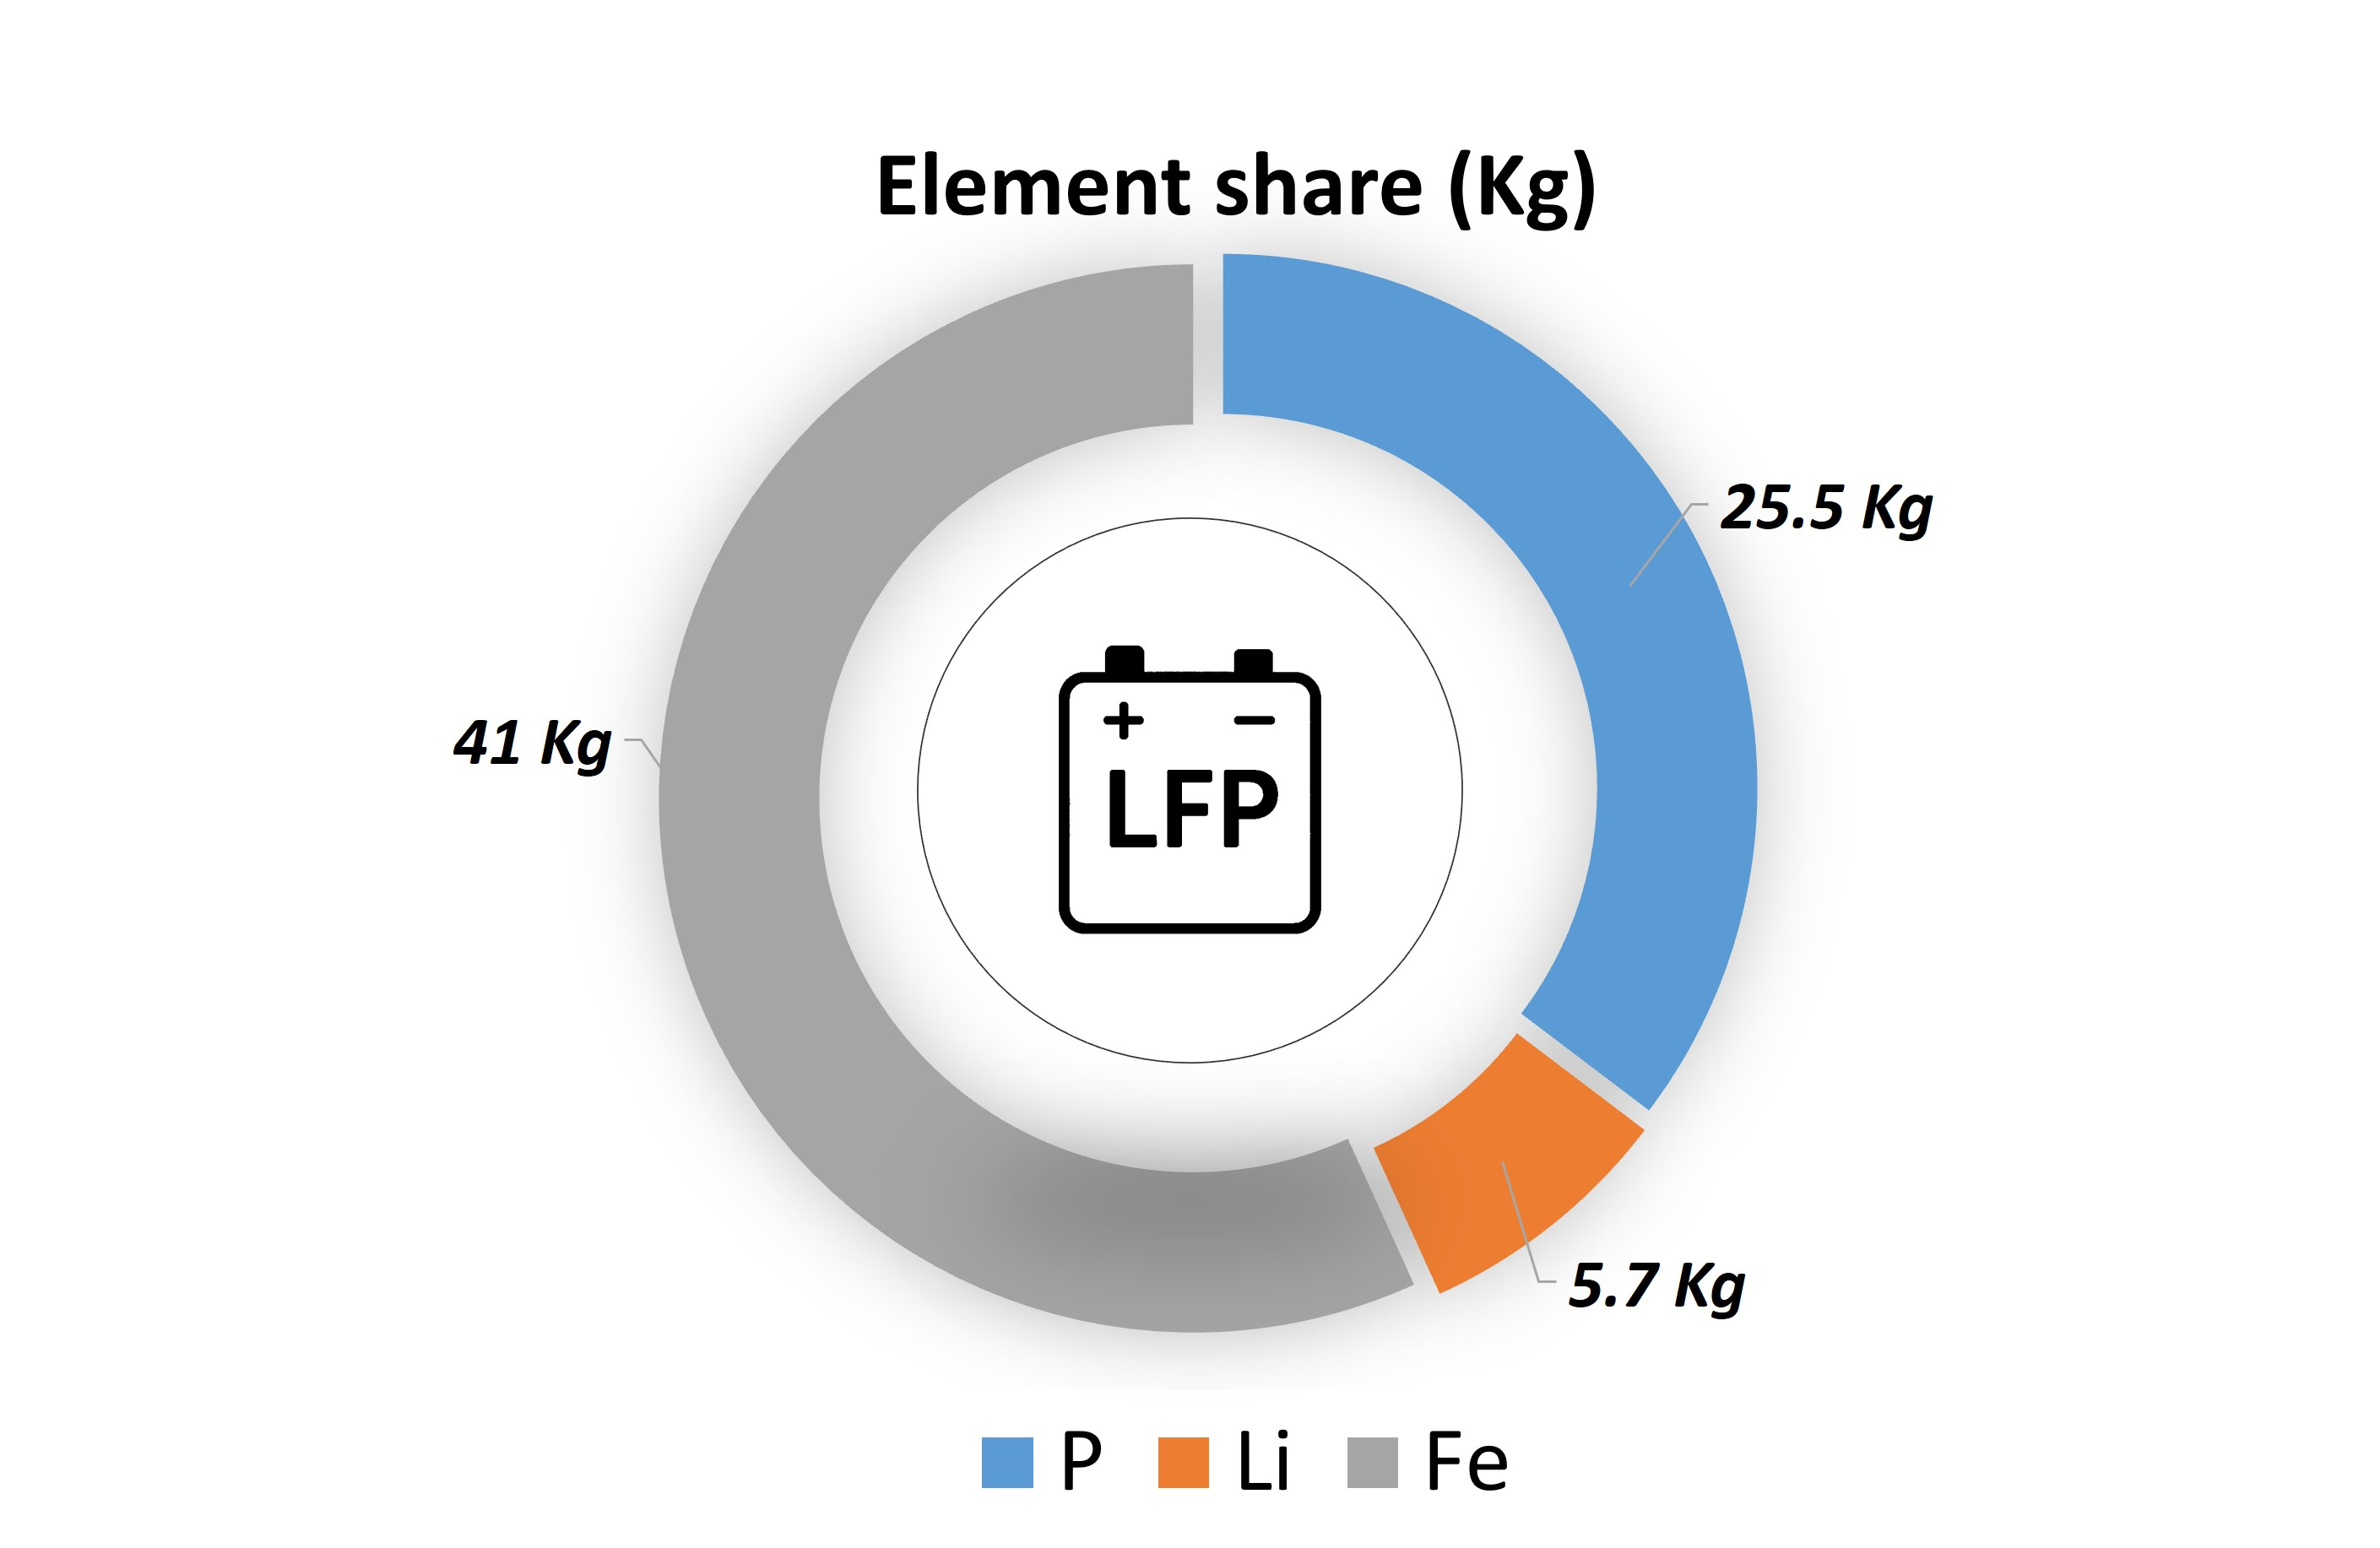 Element share (Kg)
25.5 Kg
41 Kg
+ −
LFP
5.7 Kg
P Li Fe